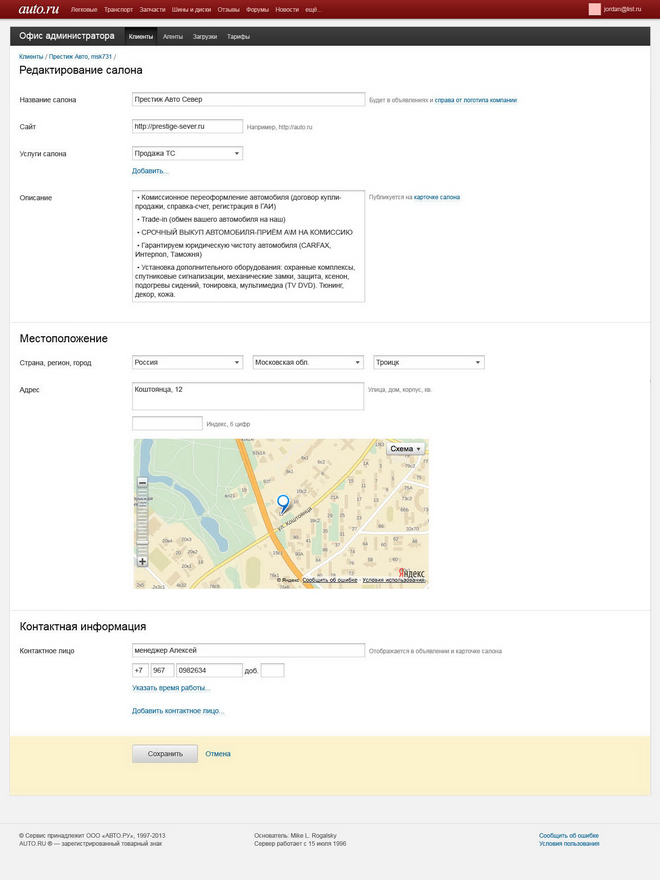 auto.ru Легковые Транспорт Запчасти Шины и диски Отзывы Форумы Новости ещё... jordan@list.ru
Офис администратора Клиенты Агенты Загрузки Тарифы
Клиенты / Престиж Авто, msk731 /
Редактирование салона
Название салона Престиж Авто Север Будет в объявлениях и справа от логотипа компании
Сайт http://prestige-sever.ru Например, http://auto.ru
Услуги салона Продажа ТС
Добавить...
Описание Публикуется на карточке салона
• Комиссионное переоформление автомобиля (договор купли-
продажи, справка-счет, регистрация в ГАИ)
• Trade-in (обмен вашего автомобиля на наш)
• СРОЧНЫЙ ВЫКУП АВТОМОБИЛЯ-ПРИЁМ А\М НА КОМИССИЮ
• Гарантируем юридическую чистоту автомобиля (CARFAX,
Интерпол, Таможня)
• Установка дополнительного оборудования: охранные комплексы,
спутниковые сигнализации, механические замки, защита, ксенон,
подогревы сидений, тонировка, мультимедиа (TV DVD). Тюнинг,
декор, кожа.
Местоположение
Страна, регион, город Россия Московская обл. Троицк
Адрес Коштоянца, 12 Улица, дом, корпус, кв.
Индекс, 6 цифр
Схема
ул. Коштоянца
Яндекс
© Яндекс Сообщить об ошибке · Условия использования
Контактная информация
Контактное лицо менеджер Алексей Отображается в объявлении и карточке салона
+7 967 0982634 доб.
Указать время работы...
Добавить контактное лицо...
Сохранить Отмена
© Сервис принадлежит ООО «АВТО.РУ», 1997-2013 Основатель: Mike L. Rogalsky Сообщить об ошибке
AUTO.RU ® — зарегистрированный товарный знак Сервер работает с 15 июля 1996 Условия пользования